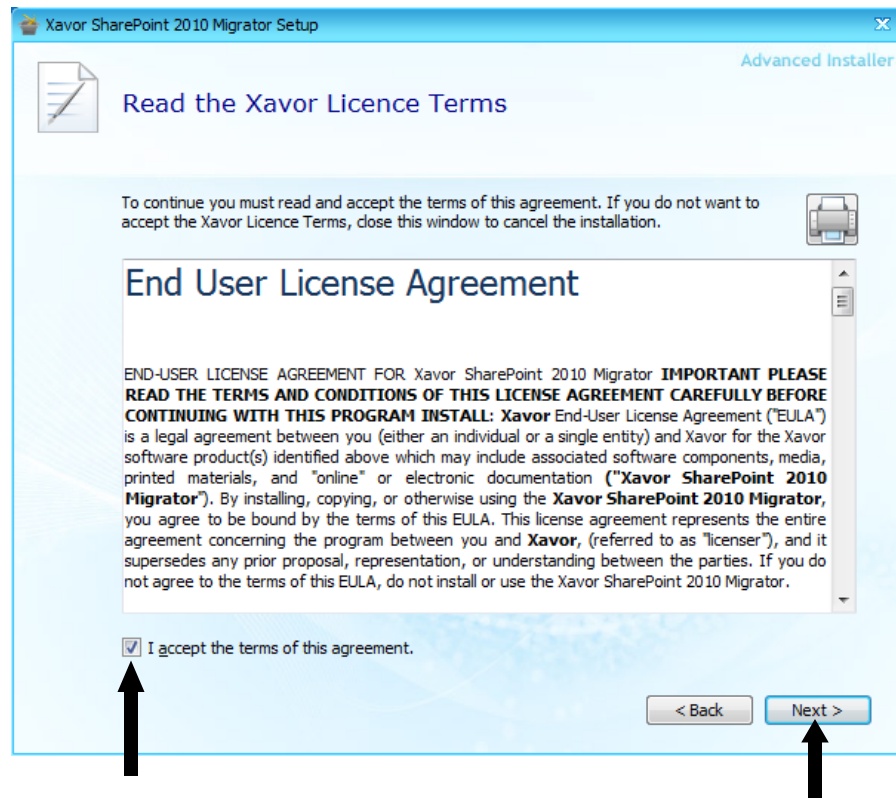 Xavor SharePoint 2010 Migrator Setup
Advanced Installer
Read the Xavor Licence Terms
To continue you must read and accept the terms of this agreement. If you do not want to
accept the Xavor Licence Terms, close this window to cancel the installation.
End User License Agreement
END-USER LICENSE AGREEMENT FOR Xavor SharePoint 2010 Migrator IMPORTANT PLEASE
READ THE TERMS AND CONDITIONS OF THIS LICENSE AGREEMENT CAREFULLY BEFORE
CONTINUING WITH THIS PROGRAM INSTALL: Xavor End-User License Agreement ("EULA")
is a legal agreement between you (either an individual or a single entity) and Xavor for the Xavor
software product(s) identified above which may include associated software components, media,
printed materials, and "online" or electronic documentation ("Xavor SharePoint 2010
Migrator"). By installing, copying, or otherwise using the Xavor SharePoint 2010 Migrator,
you agree to be bound by the terms of this EULA. This license agreement represents the entire
agreement concerning the program between you and Xavor, (referred to as "licenser"), and it
supersedes any prior proposal, representation, or understanding between the parties. If you do
not agree to the terms of this EULA, do not install or use the Xavor SharePoint 2010 Migrator.
I accept the terms of this agreement.
< Back
Next >